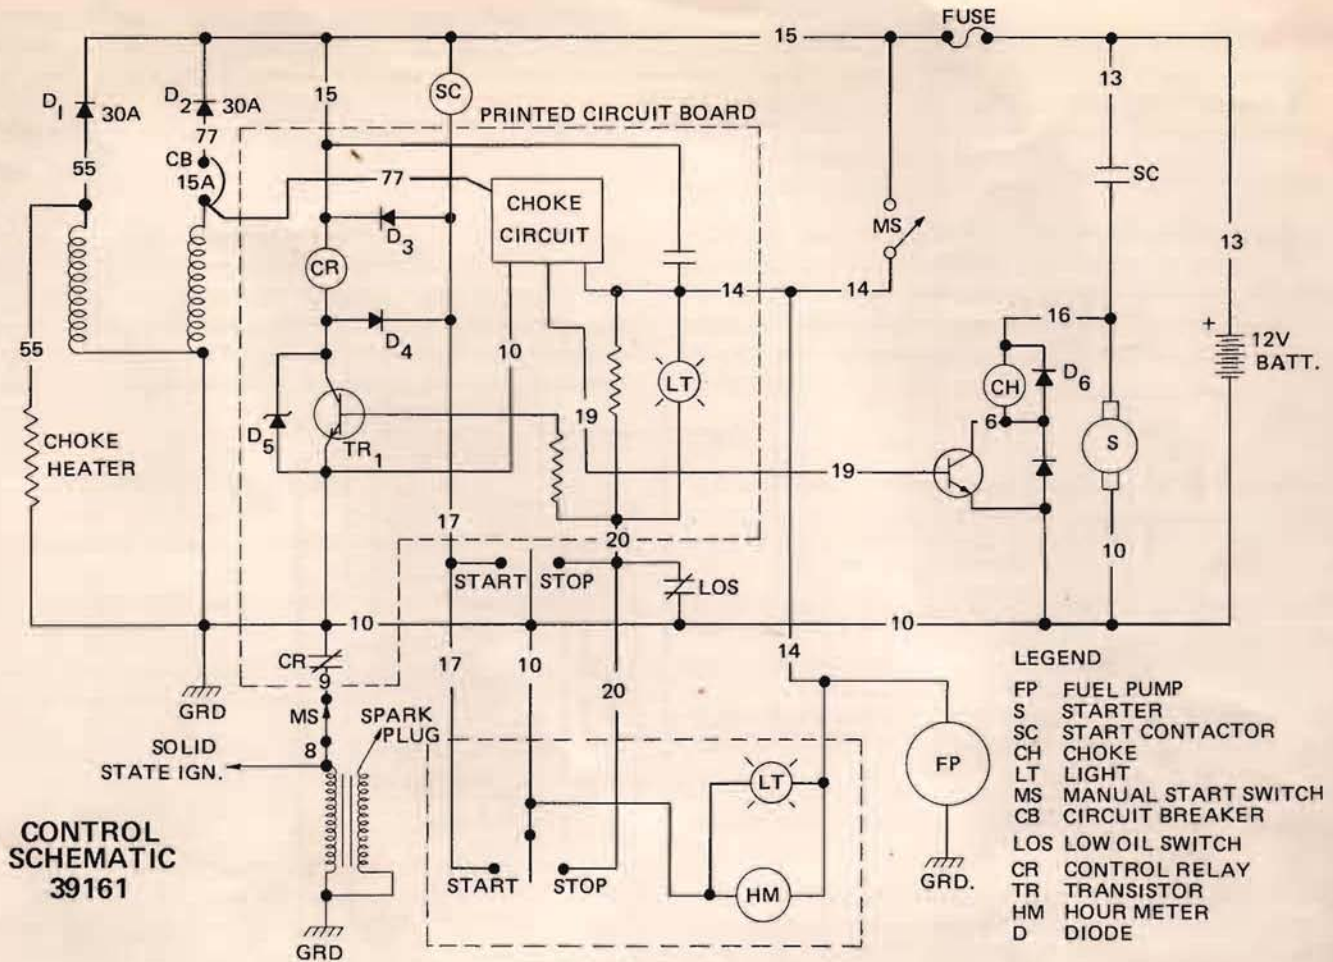 FUSE
15
13
D1 30A
D2 30A
15
SC
PRINTED CIRCUIT BOARD
77
CB
15A
55
77
CHOKE
CIRCUIT
SC
MS
D3
13
CR
14
14
16
+
12V
BATT.
D4
10
55
LT
CH
D6
19
6
CHOKE
HEATER
D5
TR1
S
19
17
20
10
START
STOP
LOS
10
10
CR
9
17
10
20
14
GRD
MS
SPARK
PLUG
8
SOLID
STATE IGN.
LT
FP
CONTROL
SCHEMATIC
39161
START
STOP
HM
GRD.
GRD
LEGEND
FP FUEL PUMP
S STARTER
SC START CONTACTOR
CH CHOKE
LT LIGHT
MS MANUAL START SWITCH
CB CIRCUIT BREAKER
LOS LOW OIL SWITCH
CR CONTROL RELAY
TR TRANSISTOR
HM HOUR METER
D DIODE